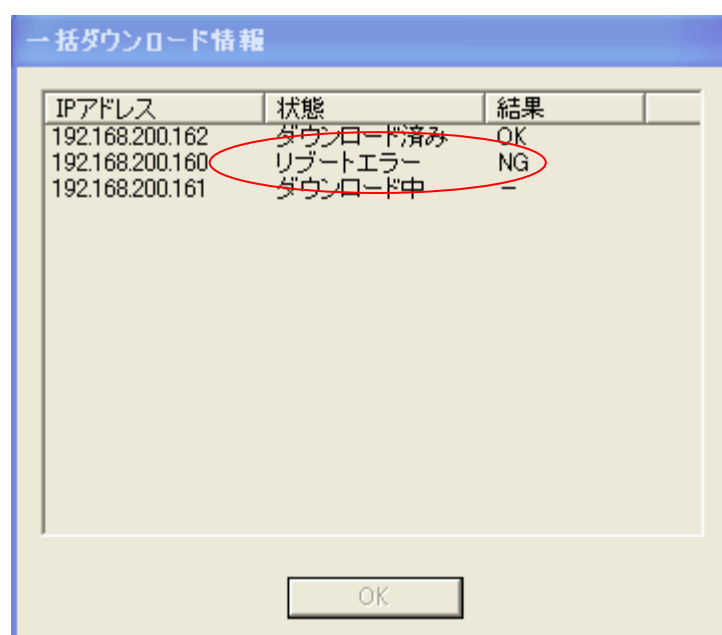 一括ダウンロード情報
IPアドレス 状態 結果
192.168.200.162 ダウンロード済み OK
192.168.200.160 リブートエラー NG
192.168.200.161 ダウンロード中 －
OK